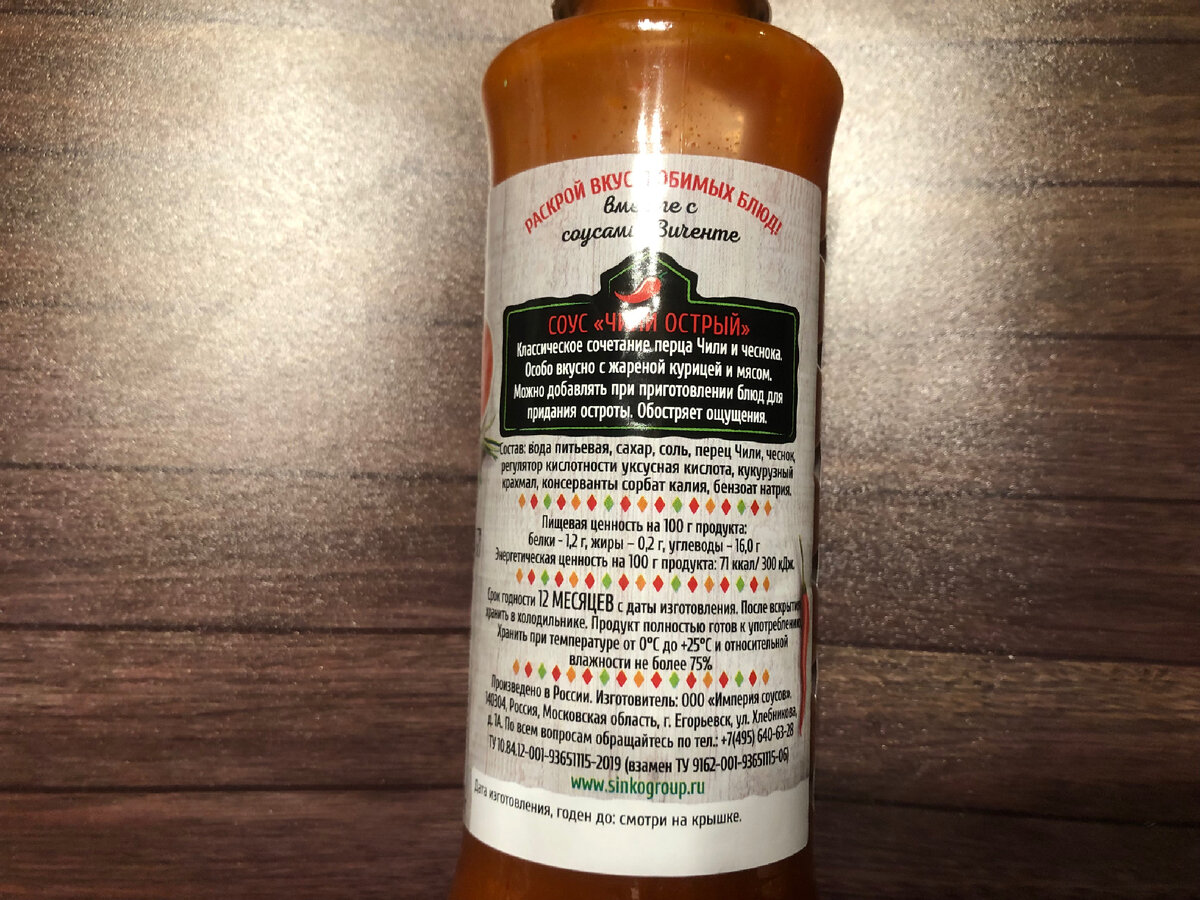 РАСКРОЙ ВКУС ЛЮБИМЫХ БЛЮД!
вместе с
соусами Виченте
СОУС «ЧИЛИ ОСТРЫЙ»
Классическое сочетание перца Чили и чеснока.
Особо вкусно с жареной курицей и мясом.
Можно добавлять при приготовлении блюд для
придания остроты. Обостряет ощущения.
Состав: вода питьевая, сахар, соль, перец Чили, чеснок,
регулятор кислотности уксусная кислота, кукурузный
крахмал, консерванты сорбат калия, бензоат натрия.
Пищевая ценность на 100 г продукта:
белки - 1,2 г, жиры – 0,2 г, углеводы – 16,0 г
Энергетическая ценность на 100 г продукта: 71 ккал/ 300 кДж.
Срок годности 12 МЕСЯЦЕВ с даты изготовления. После вскрытия
хранить в холодильнике. Продукт полностью готов к употреблению.
Хранить при температуре от 0°С до +25°С и относительной
влажности не более 75%
Произведено в России. Изготовитель: ООО «Империя соусов».
140304, Россия, Московская область, г. Егорьевск, ул. Хлебникова,
д. 1А. По всем вопросам обращайтесь по тел.: +7(495) 640-63-28
ТУ 10.84.12-001-93651115-2019 (взамен ТУ 9162-001-93651115-06)
www.sinkogroup.ru
Дата изготовления, годен до: смотри на крышке.